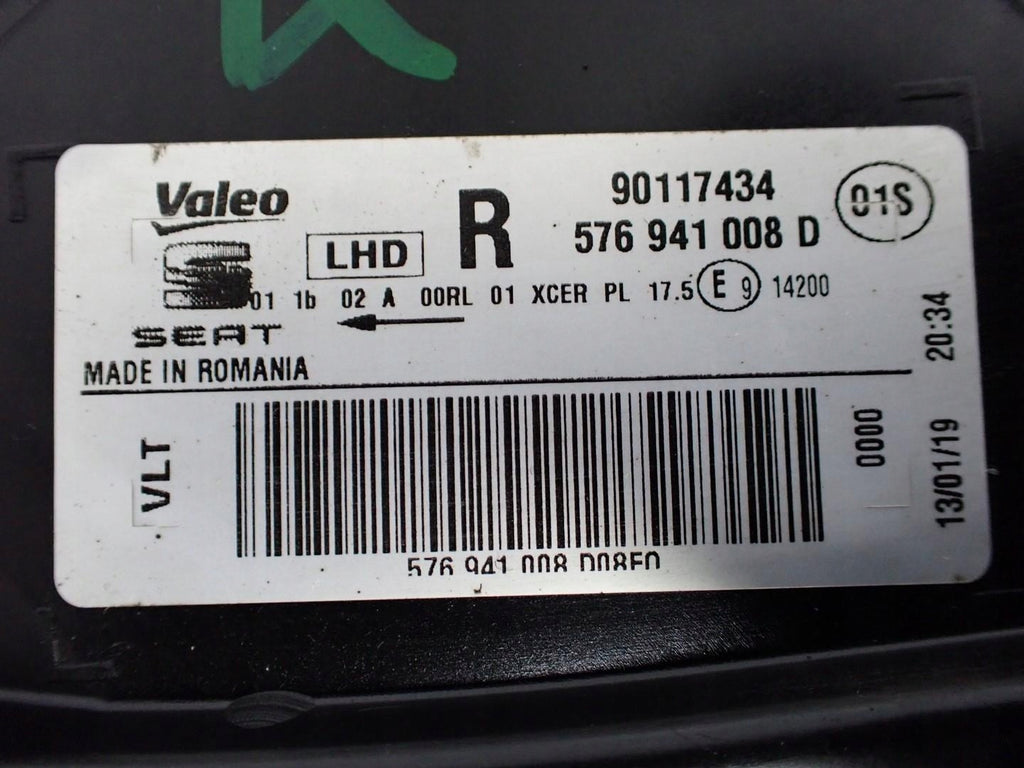 Valeo
SEAT
LHD
R
90117434
576 941 008 D
01S
01 1b 02 A 00RL 01 XCER PL 17.5 E 9 14200
MADE IN ROMANIA
VLT
576 941 008 D08E0
0000
13/01/19 20:34